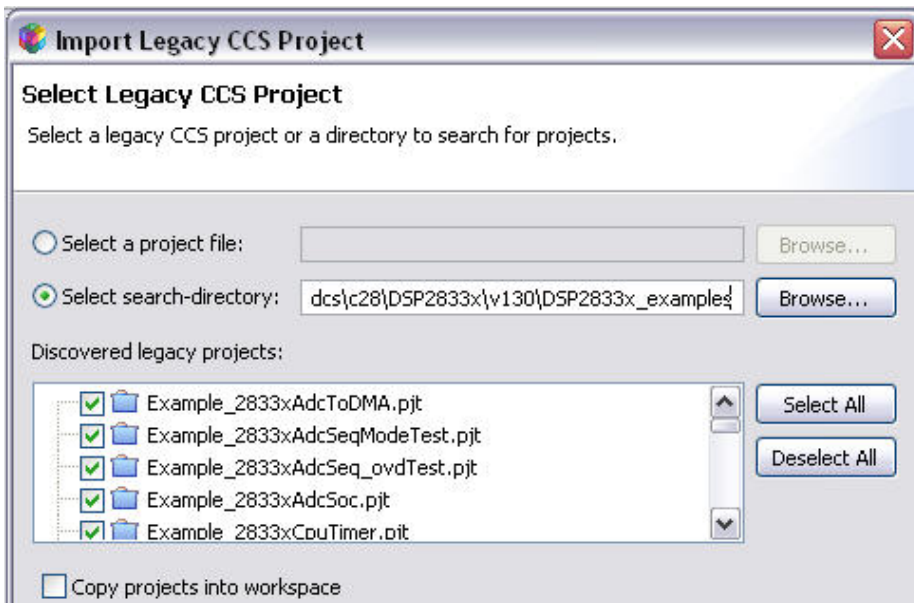 Import Legacy CCS Project
Select Legacy CCS Project
Select a legacy CCS project or a directory to search for projects.
Select a project file:
Browse...
Select search-directory:
dcs\c28\DSP2833x\v130\DSP2833x_examples
Browse...
Discovered legacy projects:
Example_2833xAdcToDMA.pjt
Select All
Example_2833xAdcSeqModeTest.pjt
Example_2833xAdcSeq_ovdTest.pjt
Deselect All
Example_2833xAdcSoc.pjt
Example_2833xCpuTimer.pjt
Copy projects into workspace